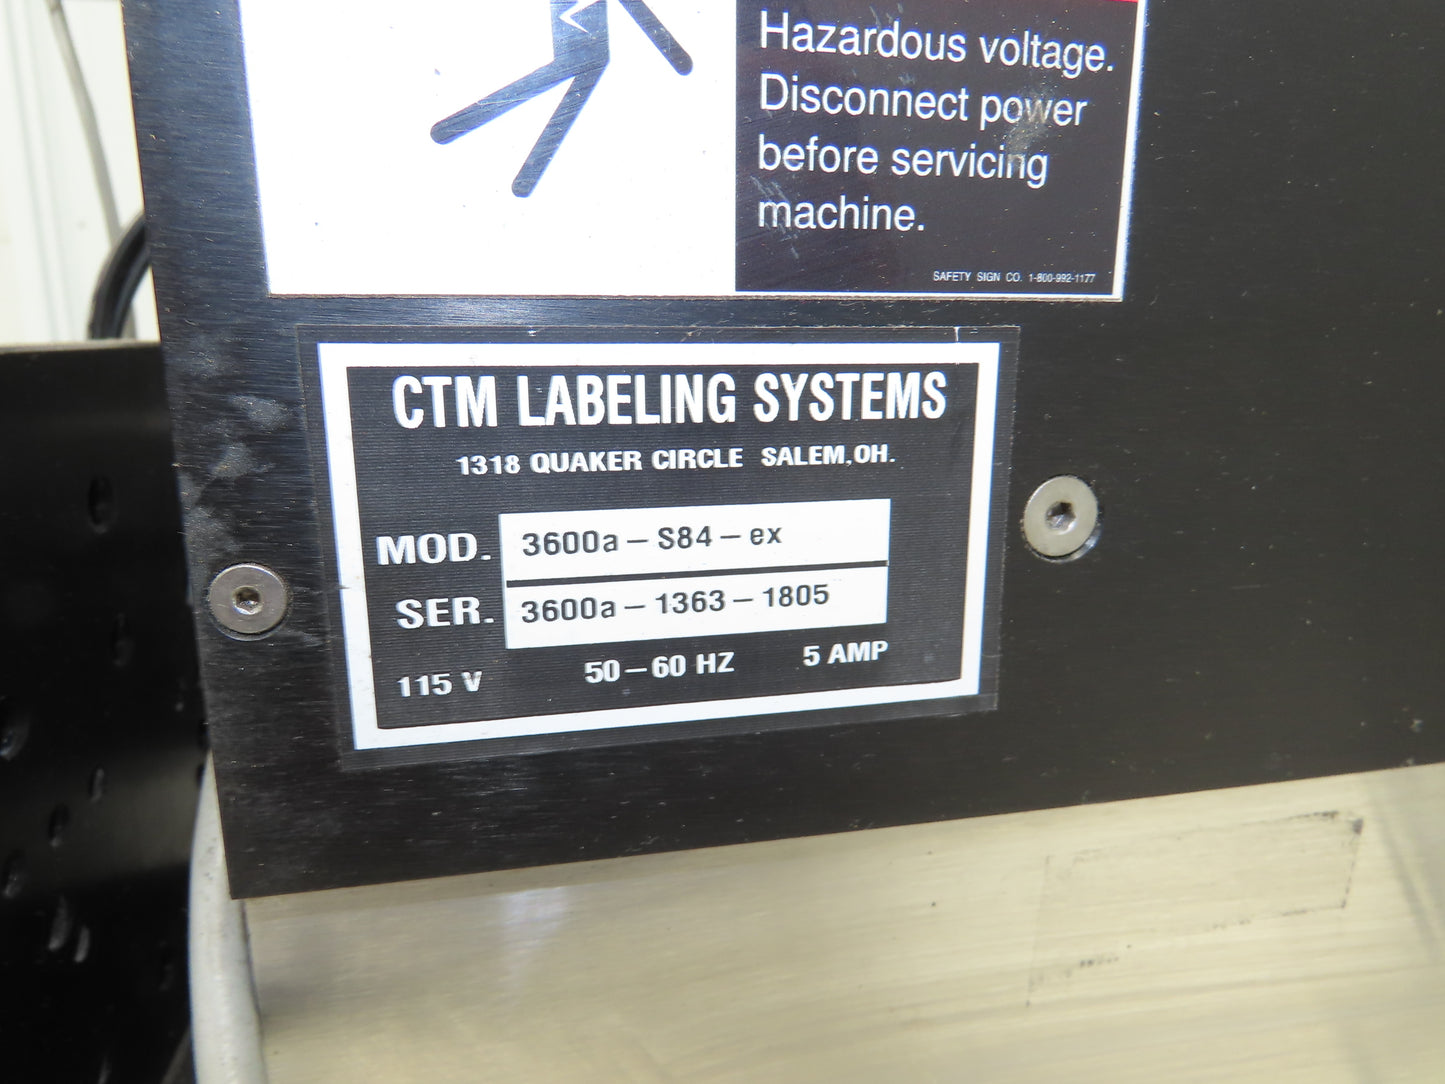 Hazardous voltage.
Disconnect power
before servicing
machine.
SAFETY SIGN CO. 1-800-992-1177
CTM LABELING SYSTEMS
1318 QUAKER CIRCLE SALEM,OH.
MOD. 3600a-S84-ex
SER. 3600a-1363-1805
115 V 50-60 HZ 5 AMP